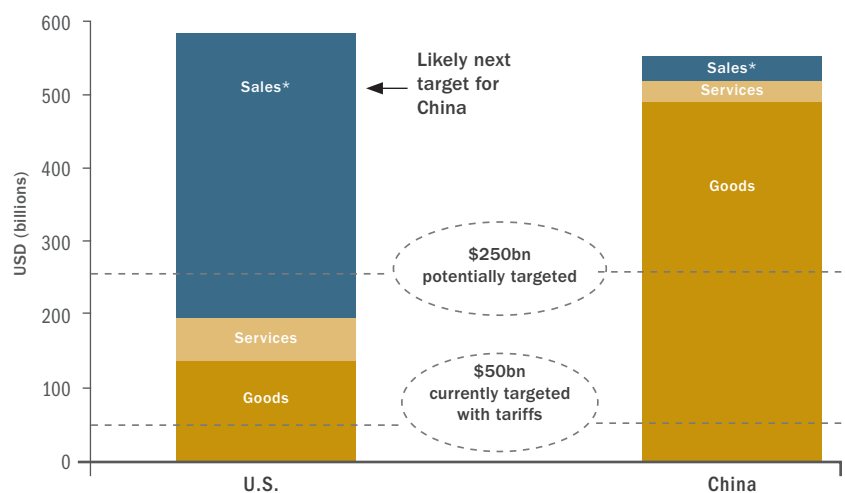 600
500
400
300
200
100
0
USD (billions)
Sales*
Services
Goods
Likely next
target for
China
$250bn
potentially targeted
$50bn
currently targeted
with tariffs
Sales*
Services
Goods
U.S.
China